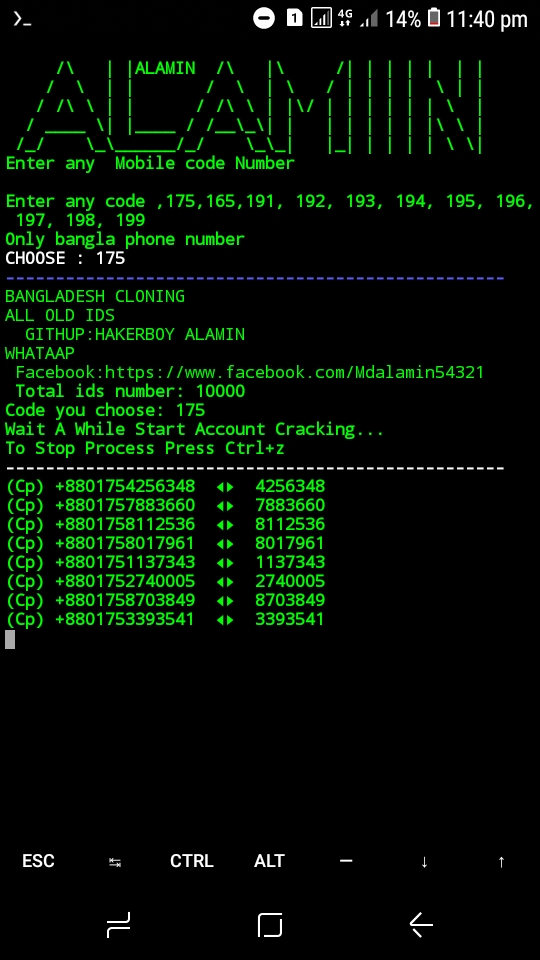 14% 11:40 pm
4G
1
ALAMIN
Enter any Mobile code Number
Enter any code ,175,165,191, 192, 193, 194, 195, 196,
197, 198, 199
Only bangla phone number
CHOOSE : 175
BANGLADESH CLONING
ALL OLD IDS
GITHUP:HAKERBOY ALAMIN
WHATAAP
Facebook:https://www.facebook.com/Mdalamin54321
Total ids number: 10000
Code you choose: 175
Wait A While Start Account Cracking...
To Stop Process Press Ctrl+z
(Cp) +8801754256348 4256348
(Cp) +8801757883660 7883660
(Cp) +8801758112536 8112536
(Cp) +8801758017961 8017961
(Cp) +8801751137343 1137343
(Cp) +8801752740005 2740005
(Cp) +8801758703849 8703849
(Cp) +8801753393541 3393541
ESC ↹ CTRL ALT — ↓ ↑